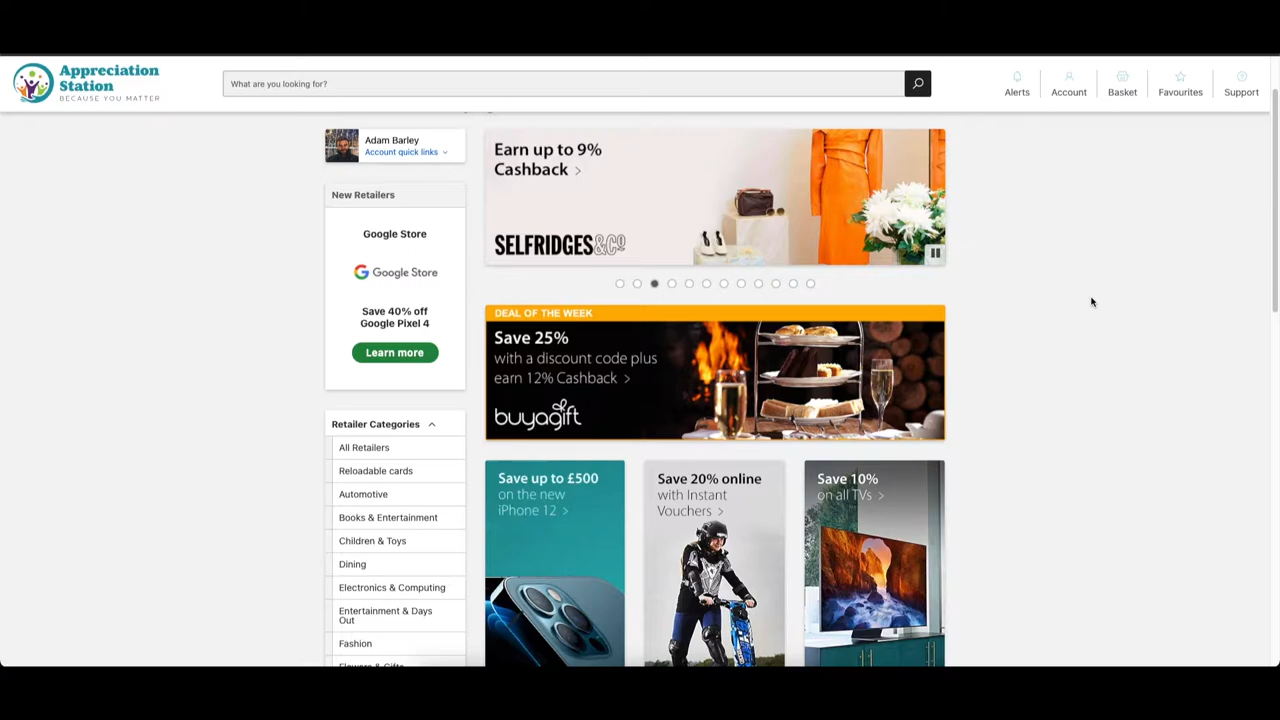 Appreciation
Station
BECAUSE YOU MATTER
What are you looking for?
Alerts
Account
Basket
Favourites
Support
Adam Barley
Account quick links
New Retailers
Google Store
Google Store
Save 40% off
Google Pixel 4
Learn more
Retailer Categories
All Retailers
Reloadable cards
Automotive
Books & Entertainment
Children & Toys
Dining
Electronics & Computing
Entertainment & Days
Out
Fashion
Flowers & Gifts
Earn up to 9%
Cashback >
SELFRIDGES&CO
DEAL OF THE WEEK
Save 25%
with a discount code plus
earn 12% Cashback >
buyagift
Save up to £500
on the new
iPhone 12 >
Save 20% online
with Instant
Vouchers >
Save 10%
on all TVs >